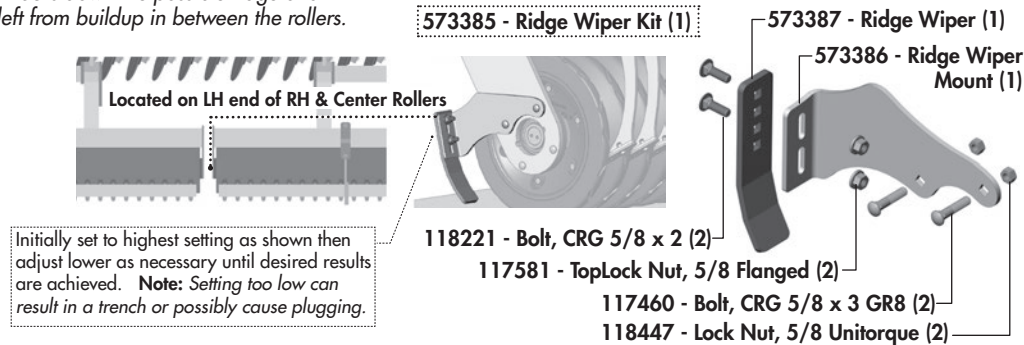 left from buildup in between the rollers.
573385 - Ridge Wiper Kit (1)
573387 - Ridge Wiper (1)
573386 - Ridge Wiper
Mount (1)
Located on LH end of RH & Center Rollers
Initially set to highest setting as shown then
adjust lower as necessary until desired results
are achieved. Note: Setting too low can
result in a trench or possibly cause plugging.
118221 - Bolt, CRG 5/8 x 2 (2)
117581 - TopLock Nut, 5/8 Flanged (2)
117460 - Bolt, CRG 5/8 x 3 GR8 (2)
118447 - Lock Nut, 5/8 Unitorque (2)